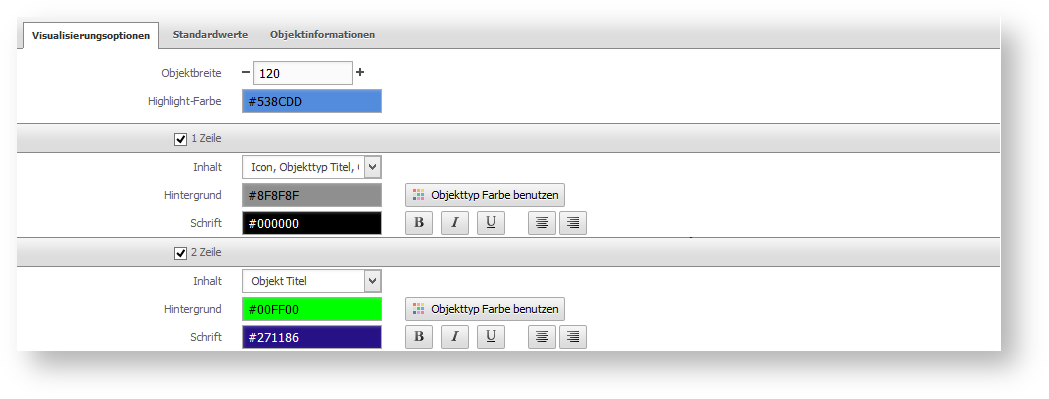 Visualisierungsoptionen Standardwerte Objektinformationen
Objektbreite 120
Highlight-Farbe #538CDD
1 Zeile
Inhalt Icon, Objekttyp Titel,
Hintergrund #8F8F8F Objekttyp Farbe benutzen
Schrift #000000 B I U
2 Zeile
Inhalt Objekt Titel
Hintergrund #00FF00 Objekttyp Farbe benutzen
Schrift #271186 B I U